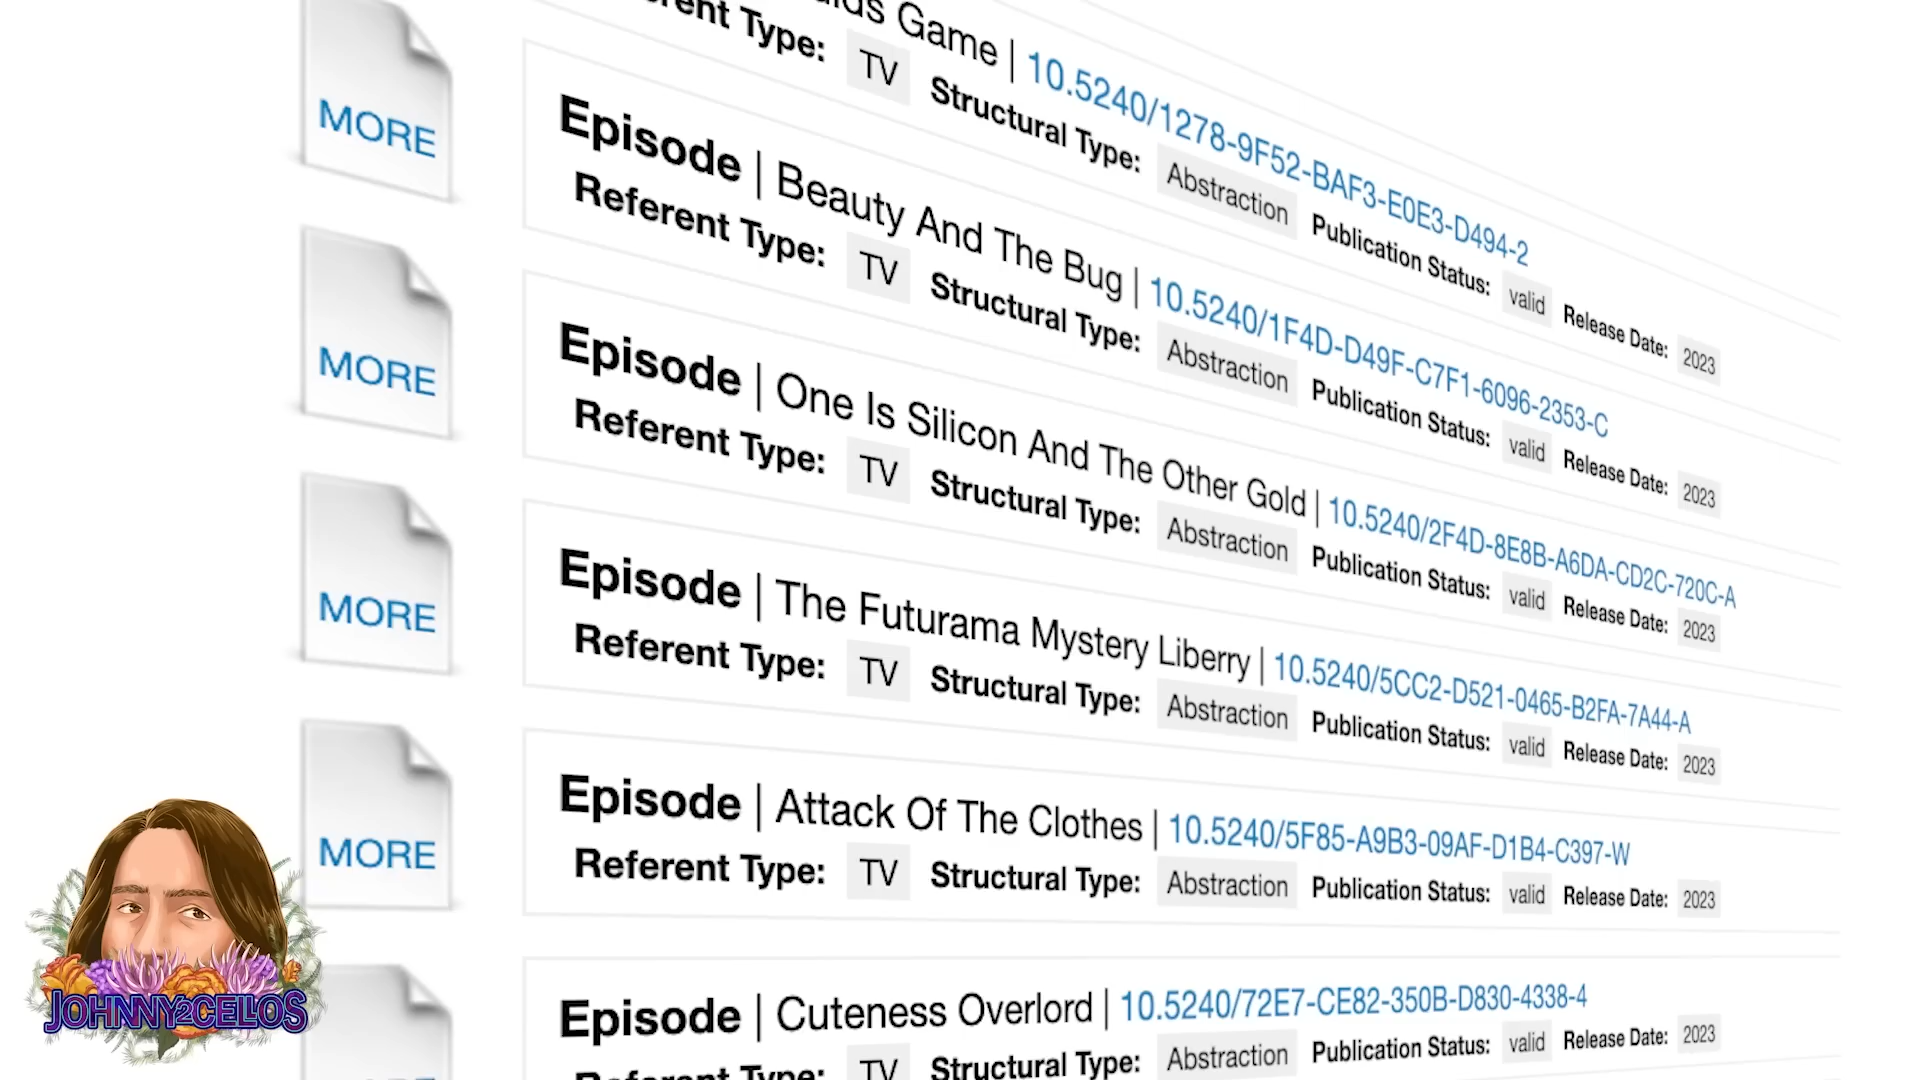 Game | 10.5240/1278-9F52-BAF3-E0E3-D494-2
Type: TV Structural Type: Abstraction Publication Status: valid Release Date: 2023
MORE
Episode | Beauty And The Bug | 10.5240/1F4D-D49F-C7F1-6096-2353-C
Referent Type: TV Structural Type: Abstraction Publication Status: valid Release Date: 2023
MORE
Episode | One Is Silicon And The Other Gold | 10.5240/2F4D-8E8B-A6DA-CD2C-720C-A
Referent Type: TV Structural Type: Abstraction Publication Status: valid Release Date: 2023
MORE
Episode | The Futurama Mystery Liberry | 10.5240/5CC2-D521-0465-B2FA-7A44-A
Referent Type: TV Structural Type: Abstraction Publication Status: valid Release Date: 2023
MORE
Episode | Attack Of The Clothes | 10.5240/5F85-A9B3-09AF-D1B4-C397-W
Referent Type: TV Structural Type: Abstraction Publication Status: valid Release Date: 2023
Episode | Cuteness Overlord | 10.5240/72E7-CE82-350B-D830-4338-4
Referent Type: TV Structural Type: Abstraction Publication Status: valid Release Date: 2023
JOHNNY2CELLOS